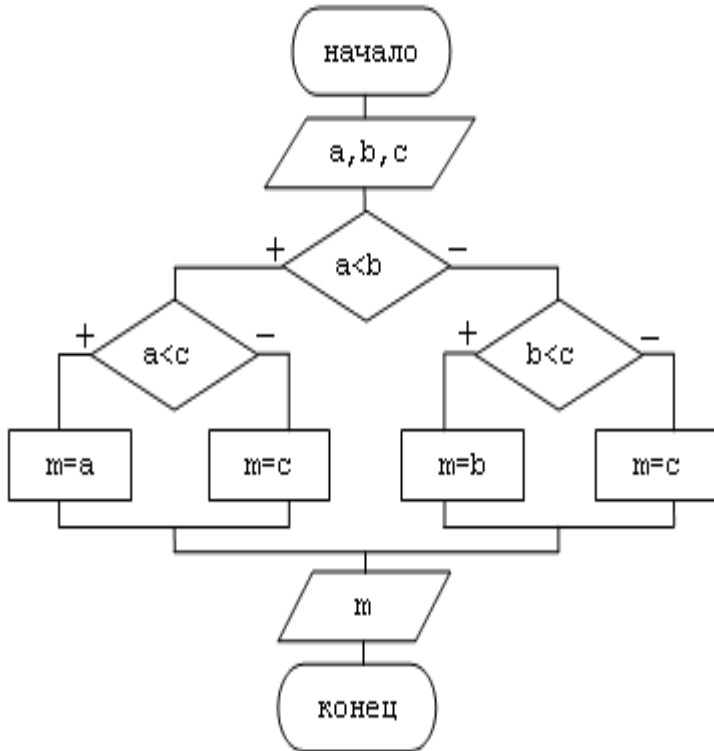 начало
a,b,c
+ a<b −
+ a<c −
+ b<c −
m=a
m=c
m=b
m=c
m
конец